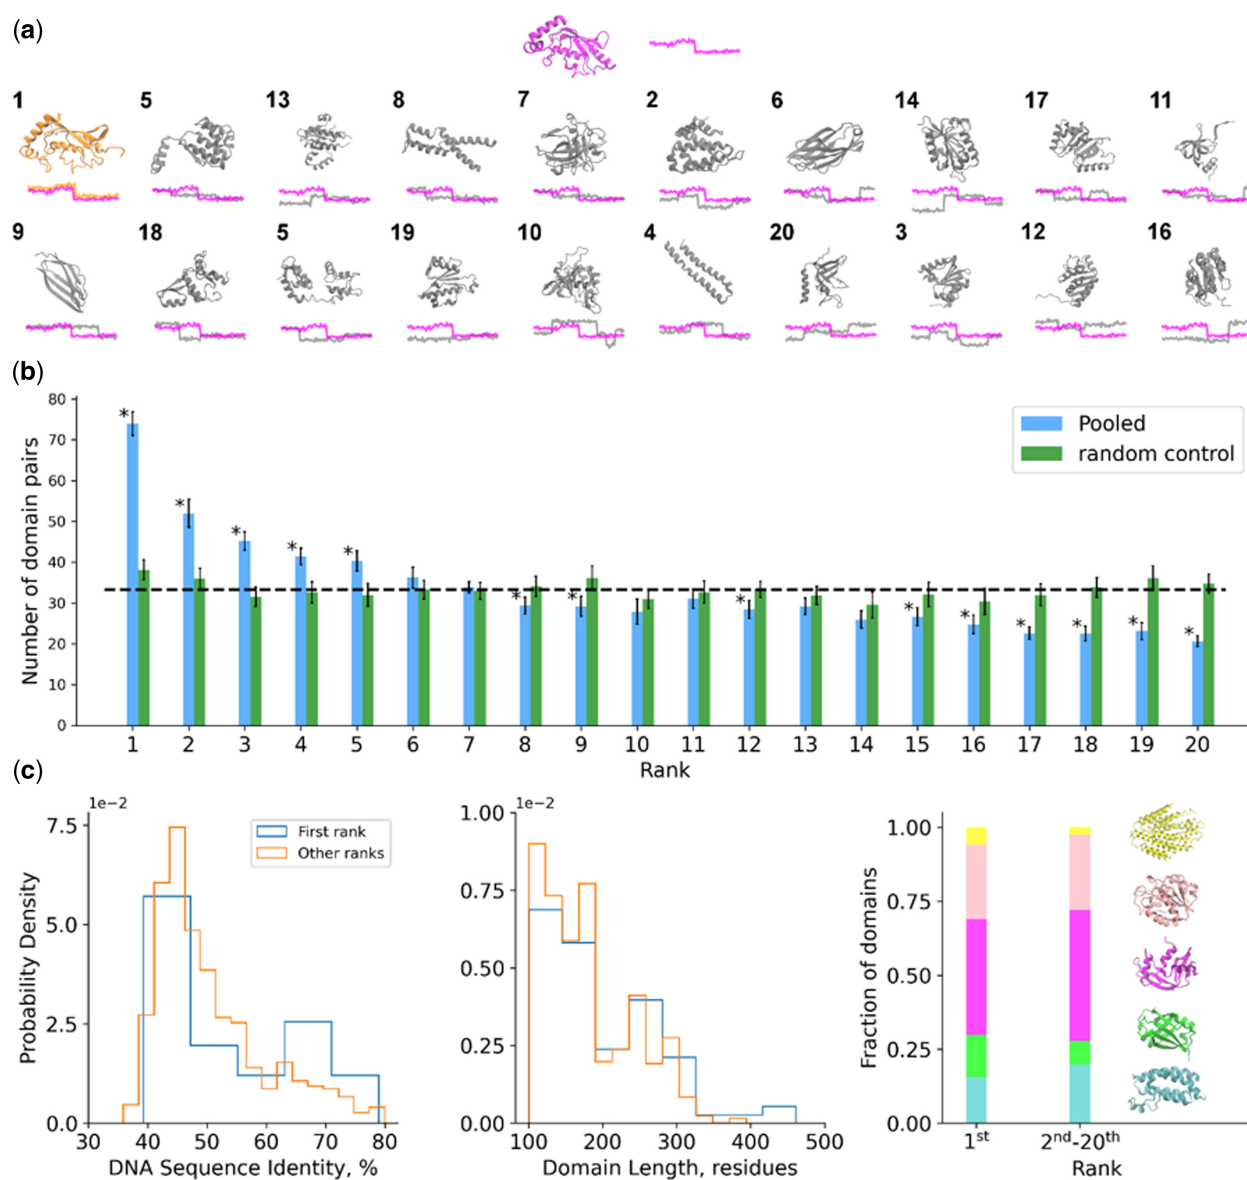 (a)
1 5 13 8 7 2 6 14 17 11
9 18 5 19 10 4 20 3 12 16
(b)
Number of domain pairs
80
70
60
50
40
30
20
10
0
* * * * * * * * * * * * * *
Pooled
random control
1 2 3 4 5 6 7 8 9 10 11 12 13 14 15 16 17 18 19 20
Rank
(c)
1e−2
Probability Density
7.5
5.0
2.5
0.0
First rank
Other ranks
30 40 50 60 70 80
DNA Sequence Identity, %
1e−2
1.00
0.75
0.50
0.25
0.00
100 200 300 400 500
Domain Length, residues
Fraction of domains
1.00
0.75
0.50
0.25
0.00
1st 2nd-20th
Rank